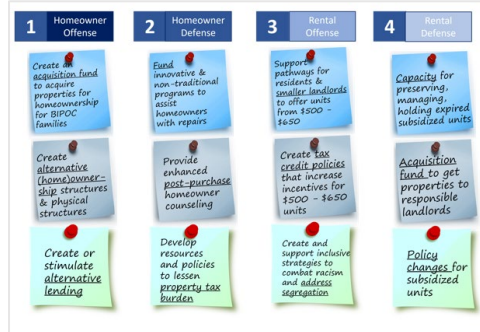 1 Homeowner
Offense
Create an
acquisition fund
to acquire
properties for
homeownership
for BIPOC
families
Create
alternative
(home)owner-
ship structures
& physical
structures
Create or
stimulate
alternative
lending
2 Homeowner
Defense
Fund
innovative &
non-traditional
programs to
assist
homeowners
with repairs
Provide
enhanced
post-purchase
homeowner
counseling
Develop
resources
and policies
to lessen
property tax
burden
3 Rental
Offense
Support
pathways for
residents &
smaller landlords
to offer units
from $500 -
$650
Create tax
credit policies
that increase
incentives for
$500 - $650
units
Create and
support inclusive
strategies to
combat racism
and address
segregation
4 Rental
Defense
Capacity for
preserving,
managing,
holding expired
subsidized units
Acquisition
fund to get
properties to
responsible
landlords
Policy
changes for
subsidized
units